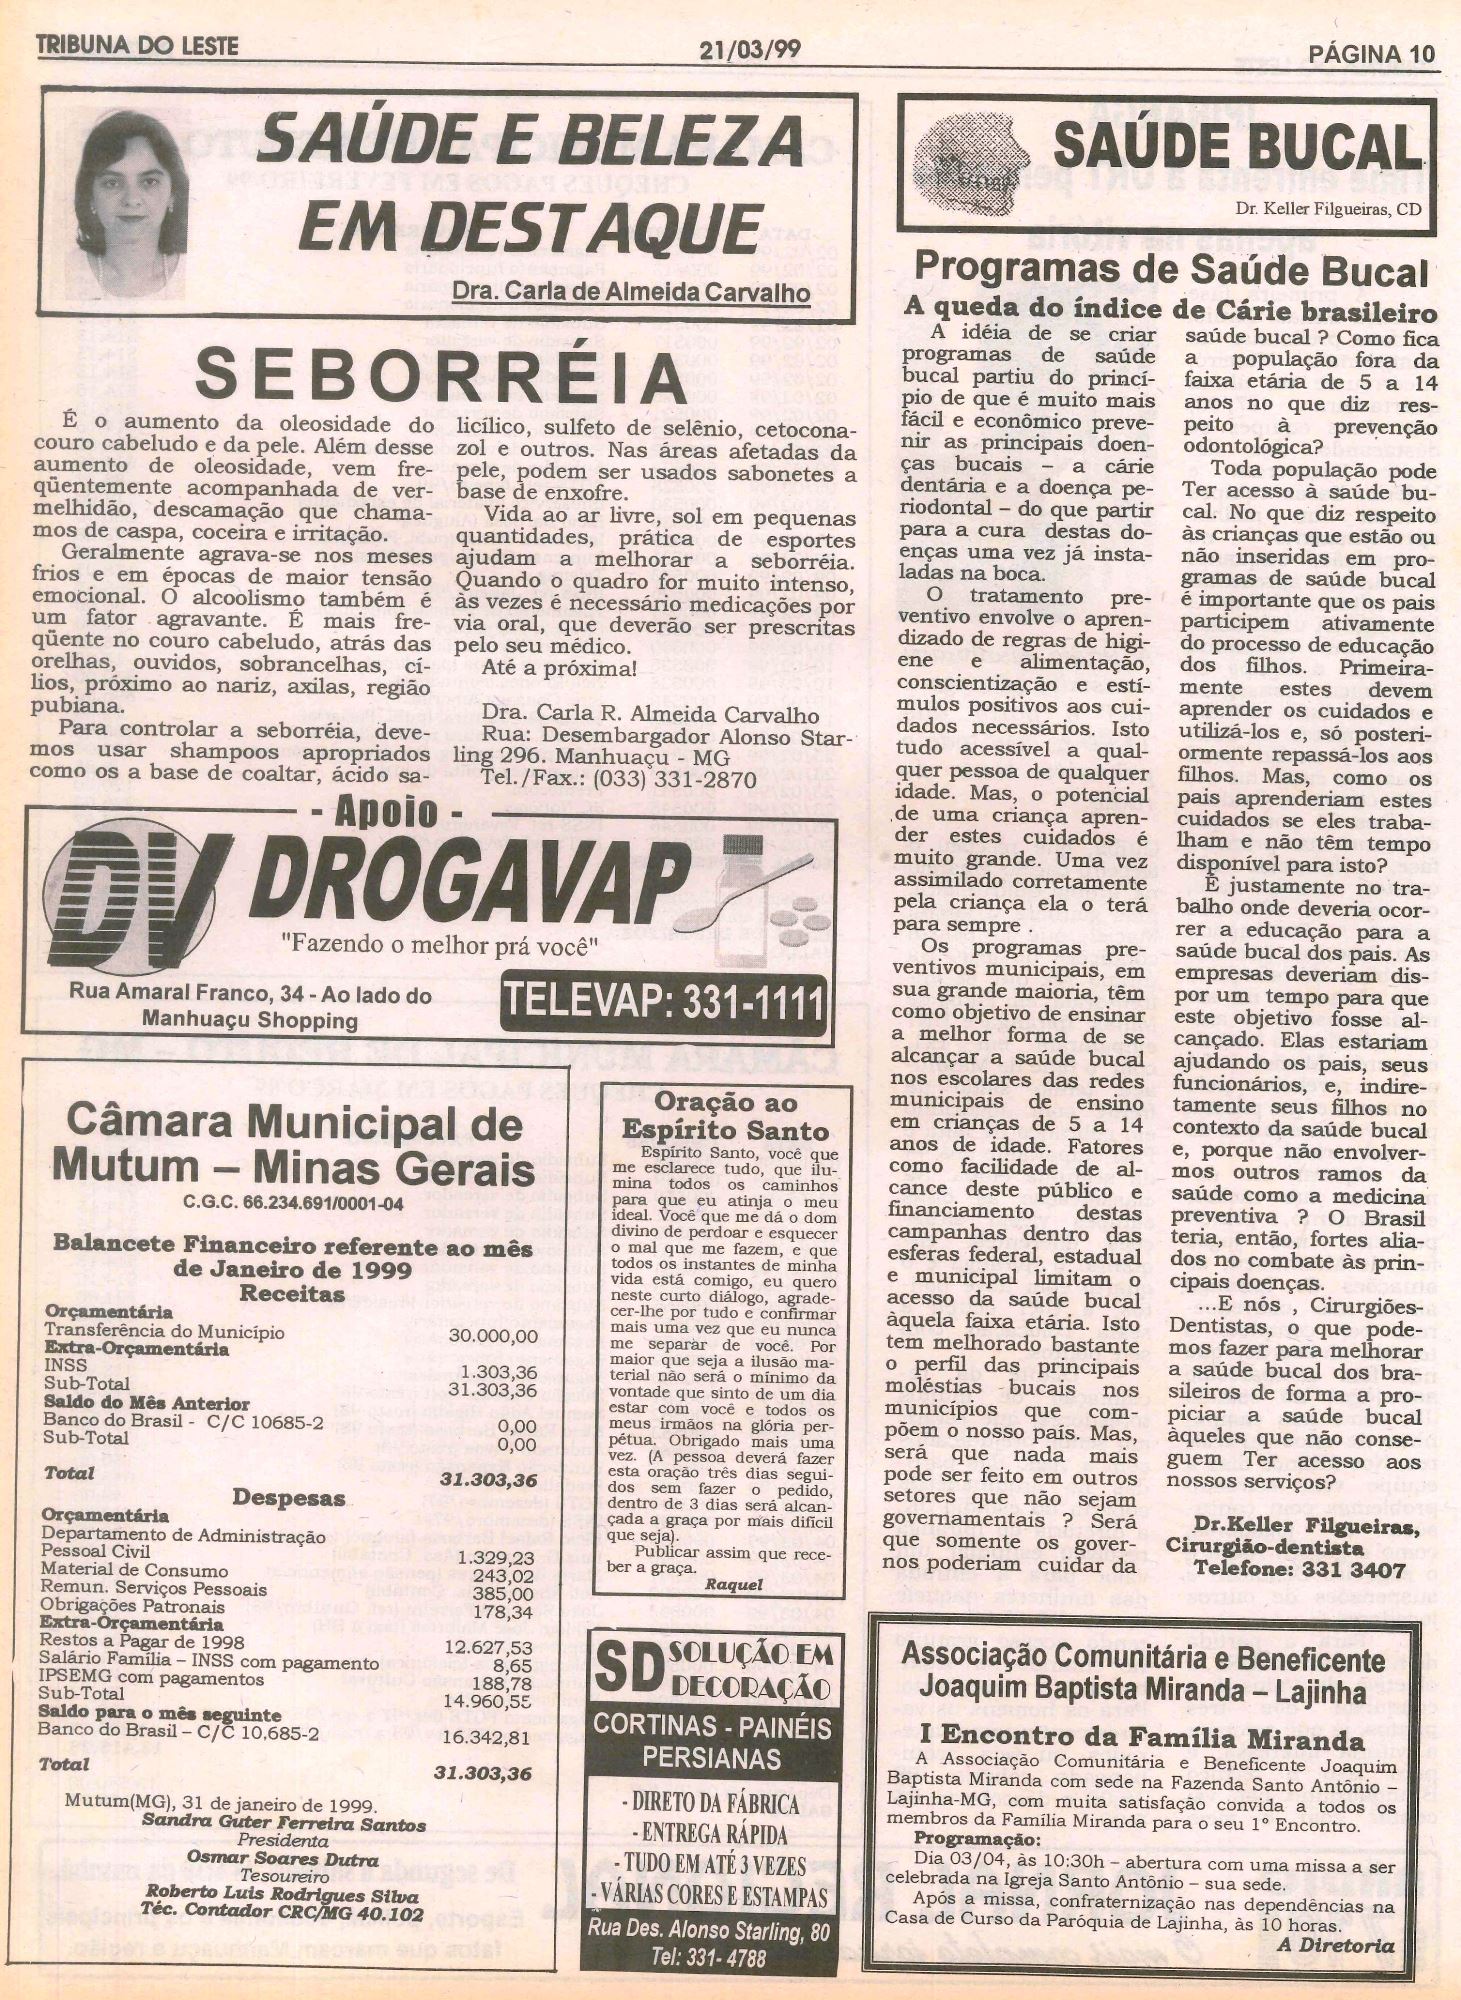 TRIBUNA DO LESTE
21/03/99
PÁGINA 10
SAÚDE E BELEZA
EM DESTAQUE
Dra. Carla de Almeida Carvalho
SEBORRÉIA
É o aumento da oleosidade do
couro cabeludo e da pele. Além desse
aumento de oleosidade, vem fre-
qüentemente acompanhada de ver-
melhidão, descamação que chama-
mos de caspa, coceira e irritação.
Geralmente agrava-se nos meses
frios e em épocas de maior tensão
emocional. O alcoolismo também é
um fator agravante. É mais fre-
qüente no couro cabeludo, atrás das
orelhas, ouvidos, sobrancelhas, cí-
lios, próximo ao nariz, axilas, região
pubiana.
Para controlar a seborréia, deve-
mos usar shampoos apropriados
como os a base de coaltar, ácido sa-
licílico, sulfeto de selênio, cetocona-
zol e outros. Nas áreas afetadas da
pele, podem ser usados sabonetes a
base de enxofre.
Vida ao ar livre, sol em pequenas
quantidades, prática de esportes
ajudam a melhorar a seborréia.
Quando o quadro for muito intenso,
às vezes é necessário medicações por
via oral, que deverão ser prescritas
pelo seu médico.
Até a próxima!
Dra. Carla R. Almeida Carvalho
Rua: Desembargador Alonso Star-
ling 296. Manhuaçu - MG
Tel./Fax.: (033) 331-2870
- Apoio -
DV DROGAVAP
"Fazendo o melhor prá você"
Rua Amaral Franco, 34 - Ao lado do
Manhuaçu Shopping
TELEVAP: 331-1111
Câmara Municipal de
Mutum – Minas Gerais
C.G.C. 66.234.691/0001-04
Balancete Financeiro referente ao mês
de Janeiro de 1999
Receitas
Orçamentária
Transferência do Município 30.000,00
Extra-Orçamentária
INSS 1.303,36
Sub-Total 31.303,36
Saldo do Mês Anterior
Banco do Brasil - C/C 10685-2 0,00
Sub-Total 0,00
Total 31.303,36
Despesas
Orçamentária
Departamento de Administração
Pessoal Civil 1.329,23
Material de Consumo 243,02
Remun. Serviços Pessoais 385,00
Obrigações Patronais 178,34
Extra-Orçamentária
Restos a Pagar de 1998 12.627,53
Salário Família – INSS com pagamento 8,65
IPSEMG com pagamentos 188,78
Sub-Total 14.960,55
Saldo para o mês seguinte
Banco do Brasil – C/C 10,685-2 16.342,81
Total 31.303,36
Mutum(MG), 31 de janeiro de 1999.
Sandra Guter Ferreira Santos
Presidenta
Osmar Soares Dutra
Tesoureiro
Roberto Luis Rodrigues Silva
Téc. Contador CRC/MG 40.102
Oração ao
Espírito Santo
Espírito Santo, você que
me esclarece tudo, que ilu-
mina todos os caminhos
para que eu atinja o meu
ideal. Você que me dá o dom
divino de perdoar e esquecer
o mal que me fazem, e que
todos os instantes de minha
vida está comigo, eu quero
neste curto diálogo, agrade-
cer-lhe por tudo e confirmar
mais uma vez que eu nunca
me separar de você. Por
maior que seja a ilusão ma-
terial não será o mínimo da
vontade que sinto de um dia
estar com você e todos os
meus irmãos na glória per-
pétua. Obrigado mais uma
vez. (A pessoa deverá fazer
esta oração três dias segui-
dos sem fazer o pedido,
dentro de 3 dias será alcan-
çada a graça por mais difícil
que seja).
Publicar assim que rece-
ber a graça.
Raquel
SD SOLUÇÃO EM
DECORAÇÃO
CORTINAS - PAINÉIS
PERSIANAS
- DIRETO DA FÁBRICA
- ENTREGA RÁPIDA
- TUDO EM ATÉ 3 VEZES
- VÁRIAS CORES E ESTAMPAS
Rua Des. Alonso Starling, 80
Tel: 331- 4788
SAÚDE BUCAL
Dr. Keller Filgueiras, CD
Programas de Saúde Bucal
A queda do índice de Cárie brasileiro
A idéia de se criar
programas de saúde
bucal partiu do princí-
pio de que é muito mais
fácil e econômico preve-
nir as principais doen-
ças bucais – a cárie
dentária e a doença pe-
riodontal – do que partir
para a cura destas do-
enças uma vez já insta-
ladas na boca.
O tratamento pre-
ventivo envolve o apren-
dizado de regras de higi-
ene e alimentação,
conscientização e estí-
mulos positivos aos cui-
dados necessários. Isto
tudo acessível a qual-
quer pessoa de qualquer
idade. Mas, o potencial
de uma criança apren-
der estes cuidados é
muito grande. Uma vez
assimilado corretamente
pela criança ela o terá
para sempre .
Os programas pre-
ventivos municipais, em
sua grande maioria, têm
como objetivo de ensinar
a melhor forma de se
alcançar a saúde bucal
nos escolares das redes
municipais de ensino
em crianças de 5 a 14
anos de idade. Fatores
como facilidade de al-
cance deste público e
financiamento destas
campanhas dentro das
esferas federal, estadual
e municipal limitam o
acesso da saúde bucal
àquela faixa etária. Isto
tem melhorado bastante
o perfil das principais
moléstias bucais nos
municípios que com-
põem o nosso país. Mas,
será que nada mais
pode ser feito em outros
setores que não sejam
governamentais ? Será
que somente os gover-
nos poderiam cuidar da
saúde bucal ? Como fica
a população fora da
faixa etária de 5 a 14
anos no que diz res-
peito à prevenção
odontológica?
Toda população pode
Ter acesso à saúde bu-
cal. No que diz respeito
às crianças que estão ou
não inseridas em pro-
gramas de saúde bucal
é importante que os pais
participem ativamente
do processo de educação
dos filhos. Primeira-
mente estes devem
aprender os cuidados e
utilizá-los e, só posteri-
ormente repassá-los aos
filhos. Mas, como os
pais aprenderiam estes
cuidados se eles traba-
lham e não têm tempo
disponível para isto?
É justamente no tra-
balho onde deveria ocor-
rer a educação para a
saúde bucal dos pais. As
empresas deveriam dis-
por um tempo para que
este objetivo fosse al-
cançado. Elas estariam
ajudando os pais, seus
funcionários, e, indire-
tamente seus filhos no
contexto da saúde bucal
e, porque não envolver-
mos outros ramos da
saúde como a medicina
preventiva ? O Brasil
teria, então, fortes alia-
dos no combate às prin-
cipais doenças.
...E nós , Cirurgiões-
Dentistas, o que pode-
mos fazer para melhorar
a saúde bucal dos bra-
sileiros de forma a pro-
piciar a saúde bucal
àqueles que não conse-
guem Ter acesso aos
nossos serviços?
Dr.Keller Filgueiras,
Cirurgião-dentista
Telefone: 331 3407
Associação Comunitária e Beneficente
Joaquim Baptista Miranda – Lajinha
I Encontro da Família Miranda
A Associação Comunitária e Beneficente Joaquim
Baptista Miranda com sede na Fazenda Santo Antônio –
Lajinha-MG, com muita satisfação convida a todos os
membros da Família Miranda para o seu 1º Encontro.
Programação:
Dia 03/04, às 10:30h – abertura com uma missa a ser
celebrada na Igreja Santo Antônio – sua sede.
Após a missa, confraternização nas dependências na
Casa de Curso da Paróquia de Lajinha, às 10 horas.
A Diretoria